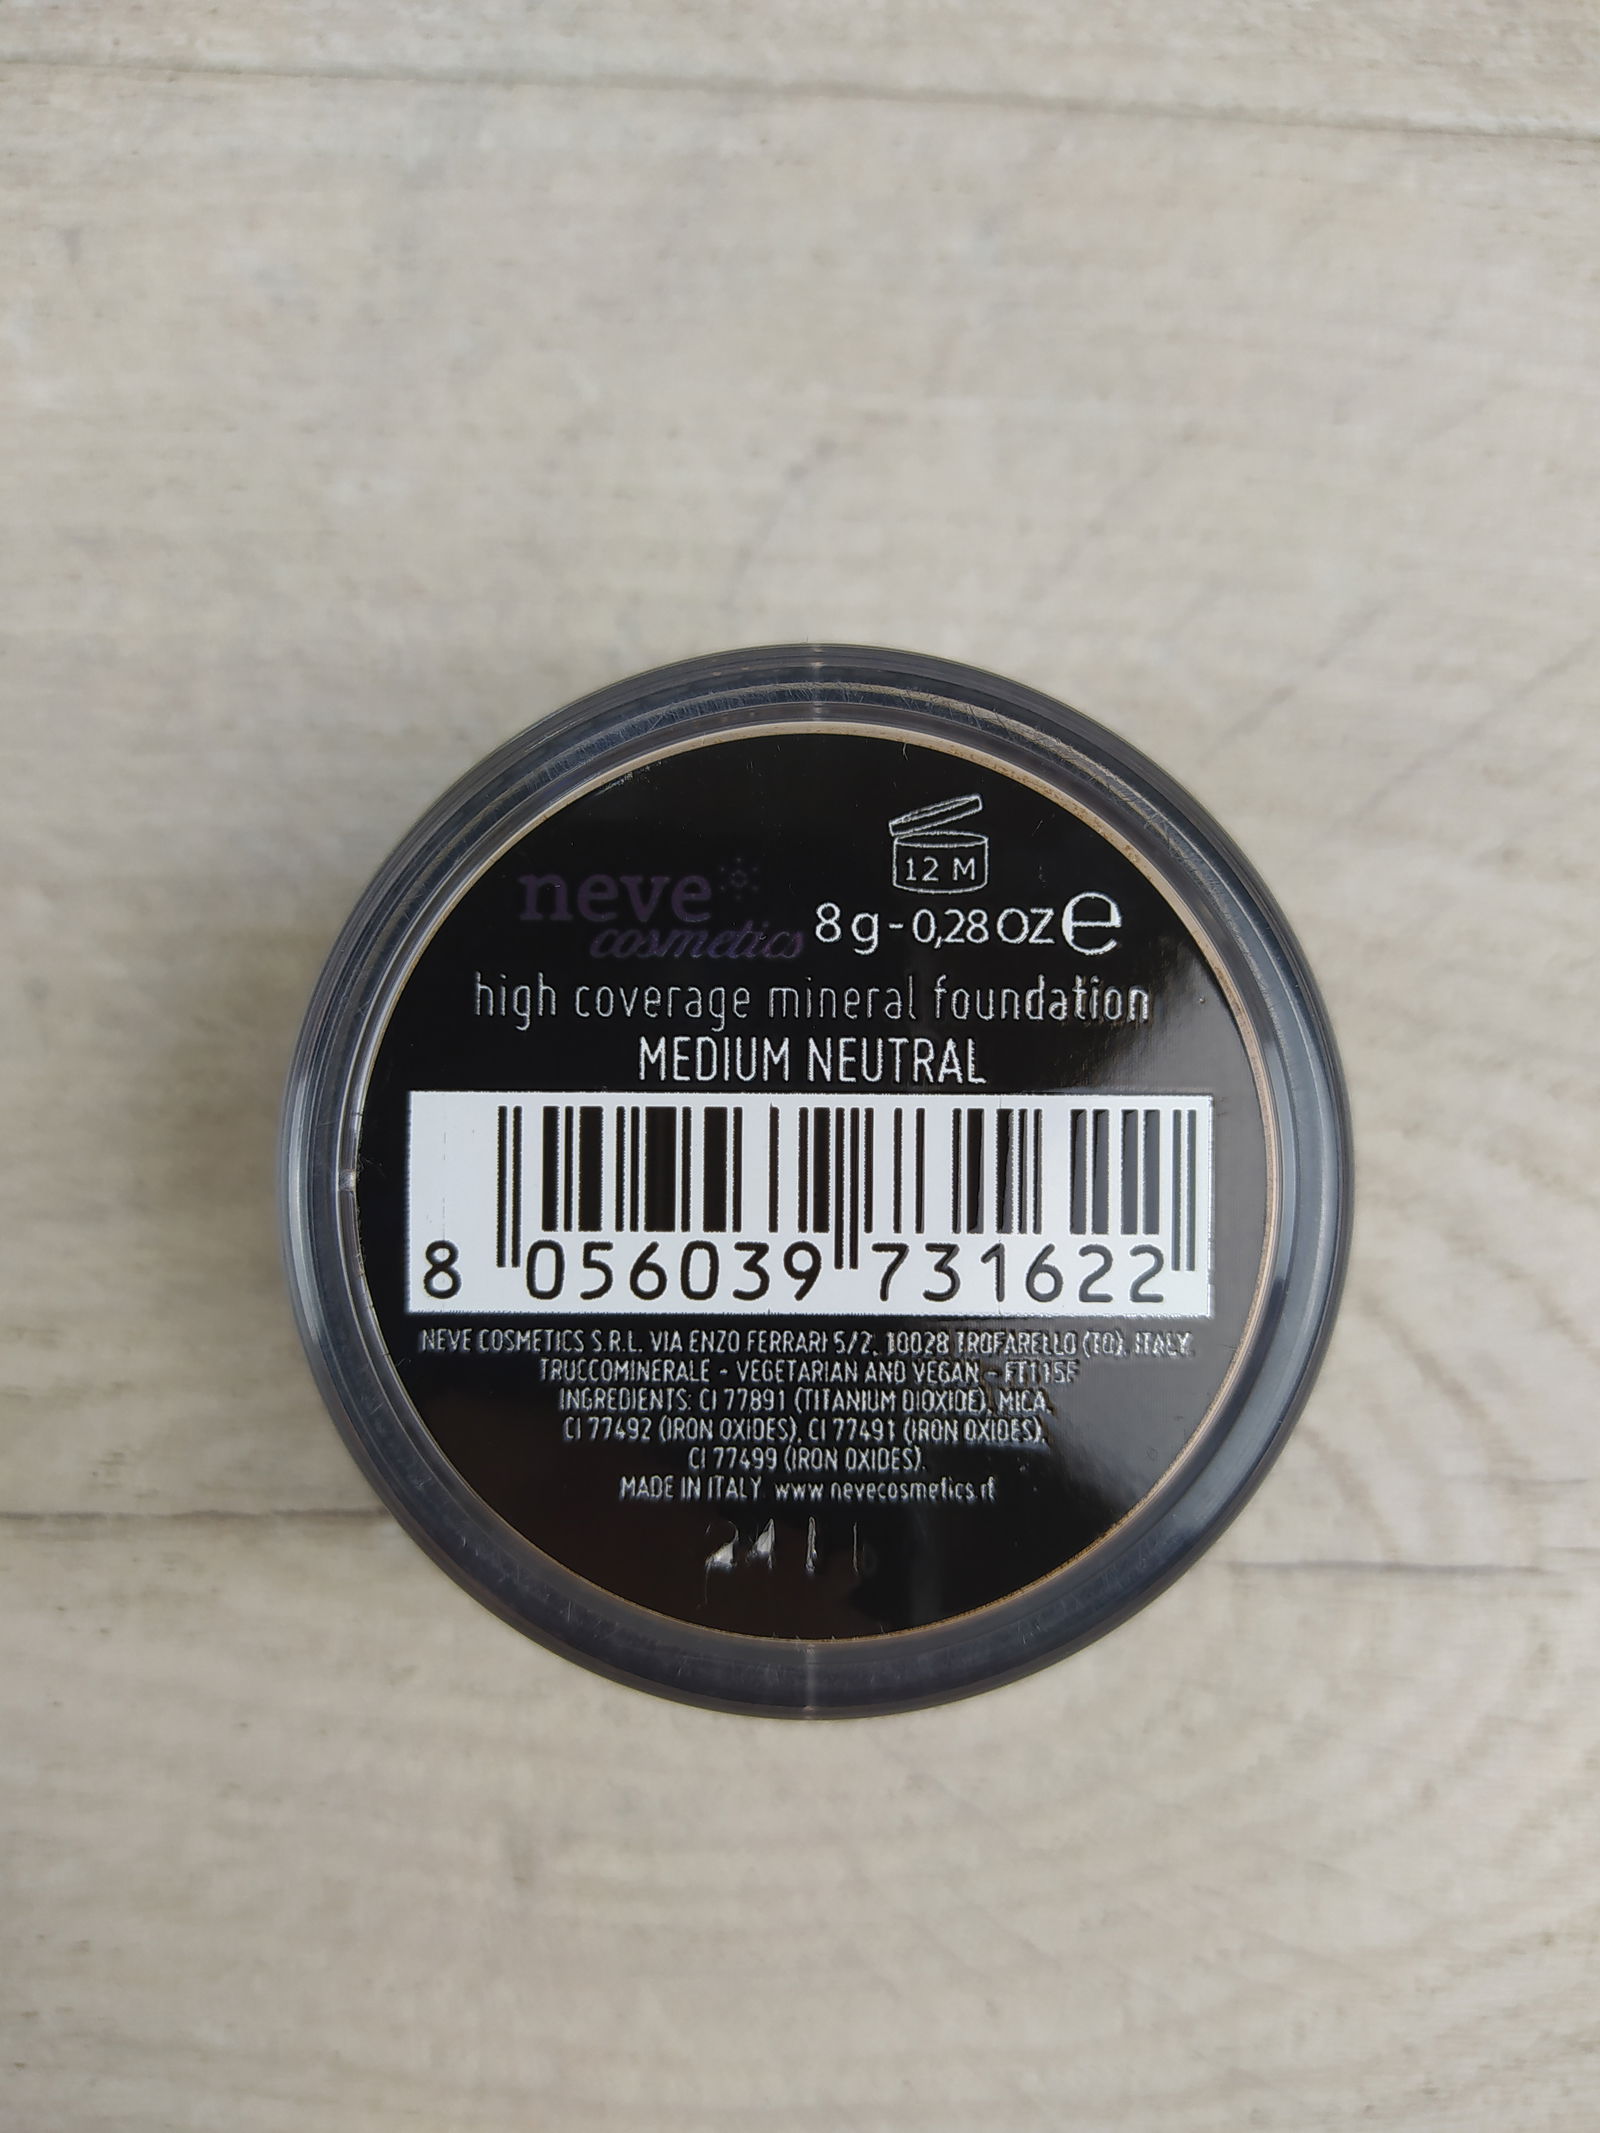 12 M
neve
cosmetics
8 g - 0,28 OZ e
high coverage mineral foundation
MEDIUM NEUTRAL
8 056039 731622
NEVE COSMETICS S.R.L. VIA ENZO FERRARI 5/2, 10028 TROFARELLO (TO), ITALY.
TRUCCOMINERALE - VEGETARIAN AND VEGAN - FT115F
INGREDIENTS: CI 77891 (TITANIUM DIOXIDE), MICA,
CI 77492 (IRON OXIDES), CI 77491 (IRON OXIDES),
CI 77499 (IRON OXIDES).
MADE IN ITALY www.nevecosmetics.it